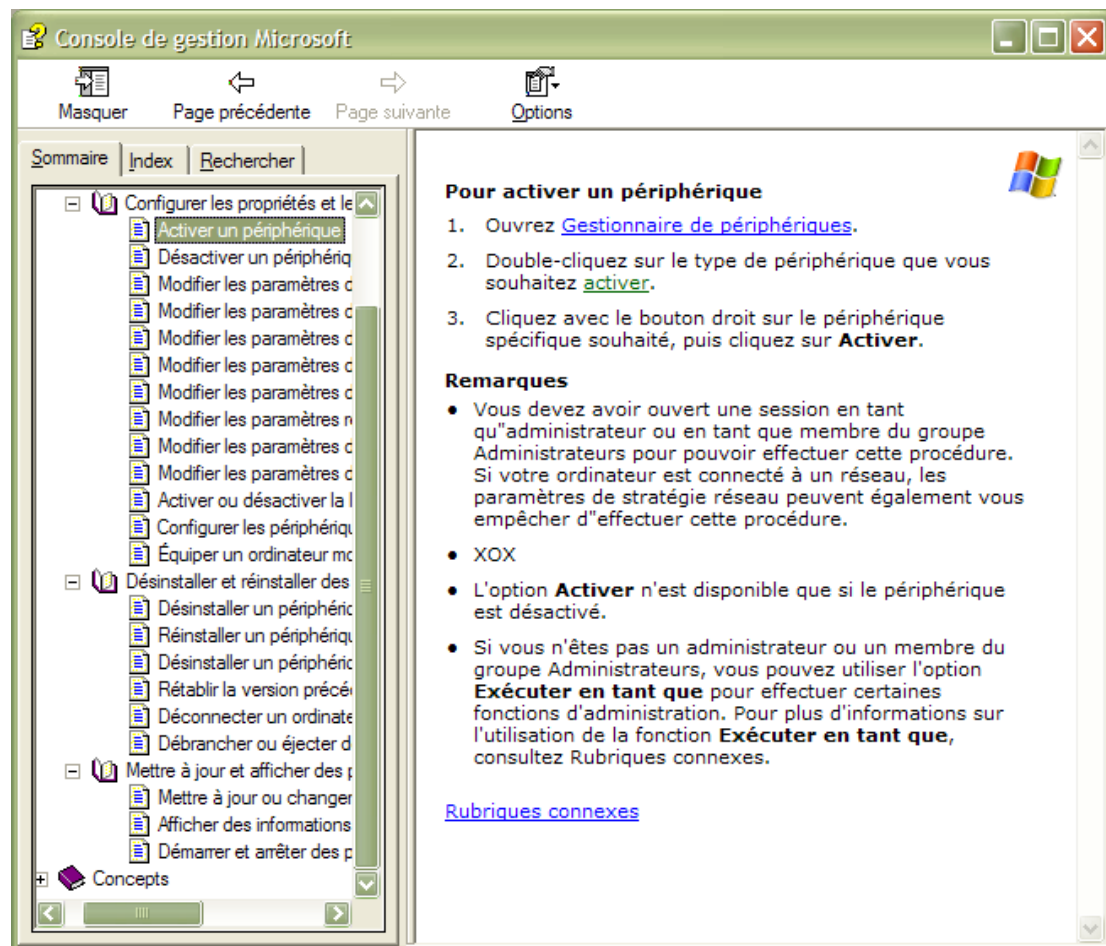 Console de gestion Microsoft
Masquer Page précédente Page suivante Options
Sommaire Index Rechercher
Configurer les propriétés et le
Activer un périphérique
Désactiver un périphériq
Modifier les paramètres d
Modifier les paramètres d
Modifier les paramètres d
Modifier les paramètres d
Modifier les paramètres d
Modifier les paramètres r
Modifier les paramètres d
Modifier les paramètres d
Activer ou désactiver la l
Configurer les périphériqu
Équiper un ordinateur mo
Désinstaller et réinstaller des
Désinstaller un périphéric
Réinstaller un périphériqu
Désinstaller un périphéric
Rétablir la version précé
Déconnecter un ordinate
Débrancher ou éjecter d
Mettre à jour et afficher des p
Mettre à jour ou changer
Afficher des informations
Démarrer et arrêter des p
Concepts
Pour activer un périphérique
1. Ouvrez Gestionnaire de périphériques.
2. Double-cliquez sur le type de périphérique que vous
souhaitez activer.
3. Cliquez avec le bouton droit sur le périphérique
spécifique souhaité, puis cliquez sur Activer.
Remarques
• Vous devez avoir ouvert une session en tant
qu"administrateur ou en tant que membre du groupe
Administrateurs pour pouvoir effectuer cette procédure.
Si votre ordinateur est connecté à un réseau, les
paramètres de stratégie réseau peuvent également vous
empêcher d"effectuer cette procédure.
• XOX
• L'option Activer n'est disponible que si le périphérique
est désactivé.
• Si vous n'êtes pas un administrateur ou un membre du
groupe Administrateurs, vous pouvez utiliser l'option
Exécuter en tant que pour effectuer certaines
fonctions d'administration. Pour plus d'informations sur
l'utilisation de la fonction Exécuter en tant que,
consultez Rubriques connexes.
Rubriques connexes